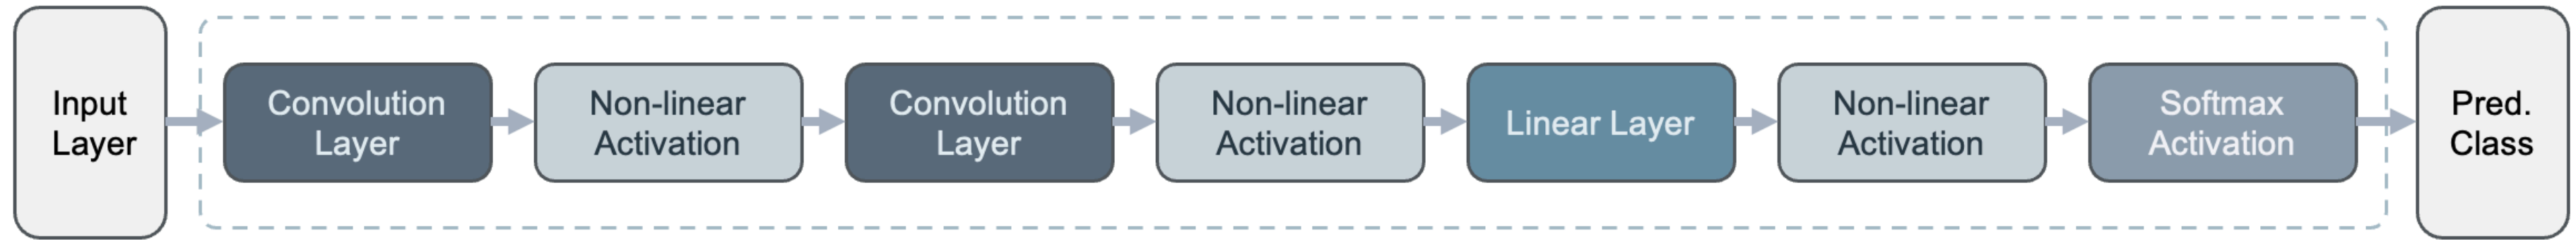 Input
Layer
Convolution
Layer
Non-linear
Activation
Convolution
Layer
Non-linear
Activation
Linear Layer
Non-linear
Activation
Softmax
Activation
Pred.
Class